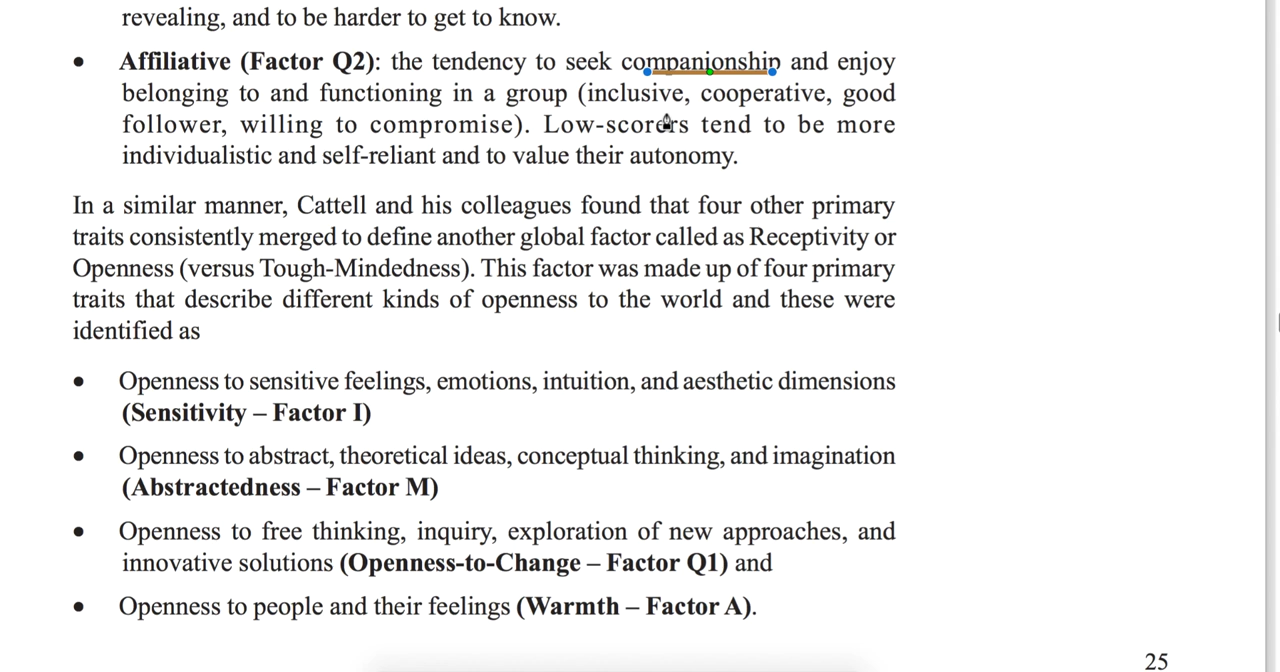 revealing, and to be harder to get to know.
• Affiliative (Factor Q2): the tendency to seek companionship and enjoy
belonging to and functioning in a group (inclusive, cooperative, good
follower, willing to compromise). Low-scorers tend to be more
individualistic and self-reliant and to value their autonomy.
In a similar manner, Cattell and his colleagues found that four other primary
traits consistently merged to define another global factor called as Receptivity or
Openness (versus Tough-Mindedness). This factor was made up of four primary
traits that describe different kinds of openness to the world and these were
identified as
• Openness to sensitive feelings, emotions, intuition, and aesthetic dimensions
(Sensitivity – Factor I)
• Openness to abstract, theoretical ideas, conceptual thinking, and imagination
(Abstractedness – Factor M)
• Openness to free thinking, inquiry, exploration of new approaches, and
innovative solutions (Openness-to-Change – Factor Q1) and
• Openness to people and their feelings (Warmth – Factor A).
25